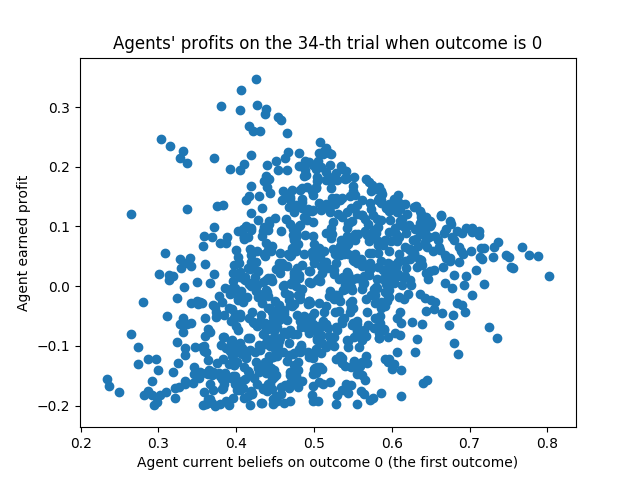 Agents' profits on the 34-th trial when outcome is 0
Agent earned profit
0.3
0.2
0.1
0.0
−0.1
−0.2
0.2 0.3 0.4 0.5 0.6 0.7 0.8
Agent current beliefs on outcome 0 (the first outcome)